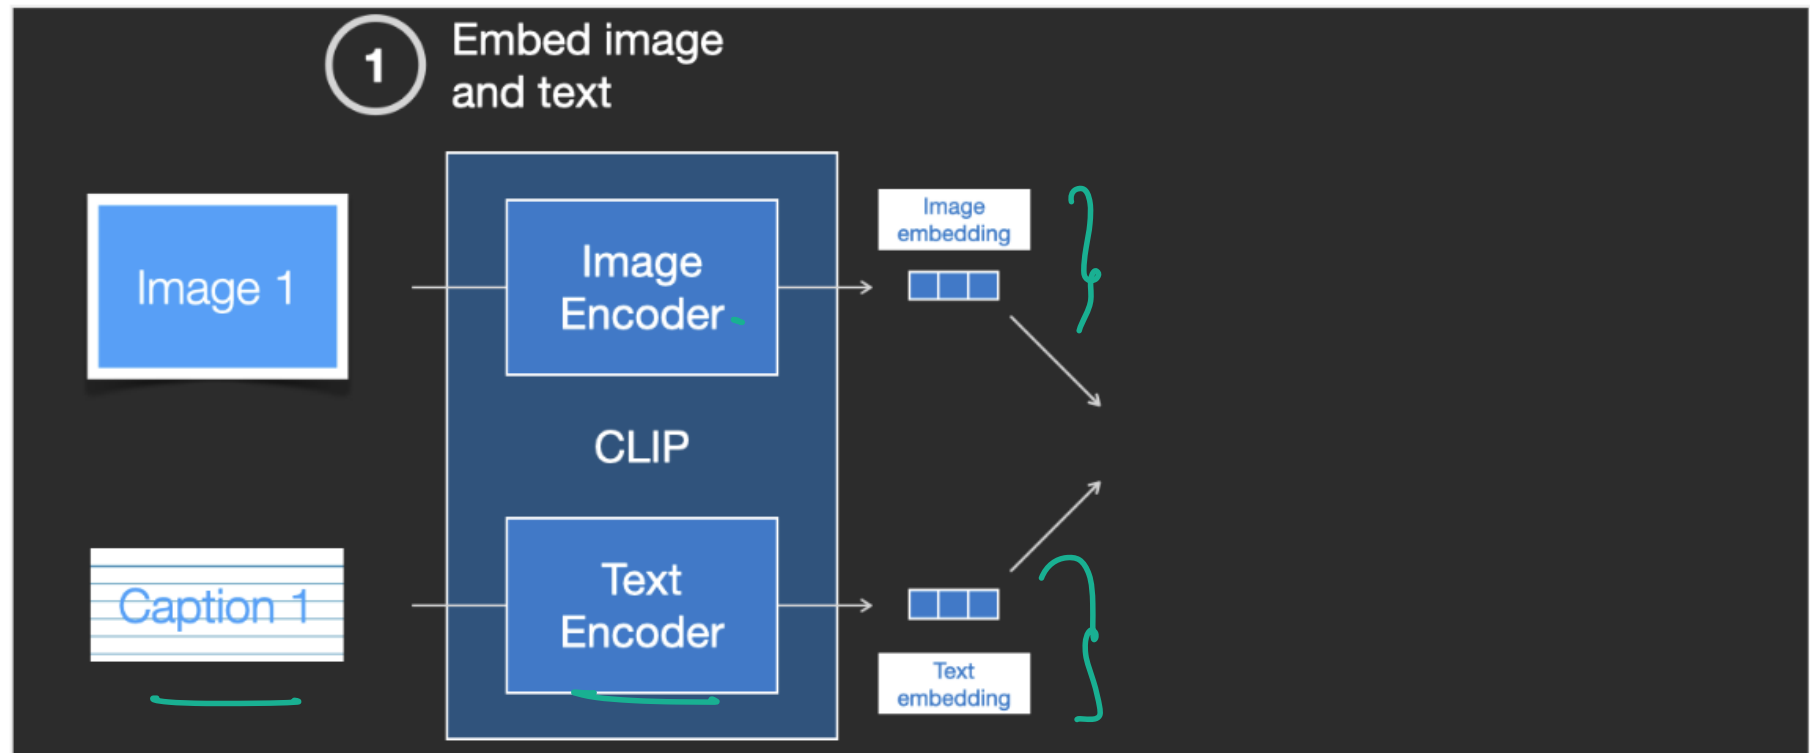 1
Embed image
and text
Image 1
Image
Encoder
Image
embedding
CLIP
Caption 1
Text
Encoder
Text
embedding